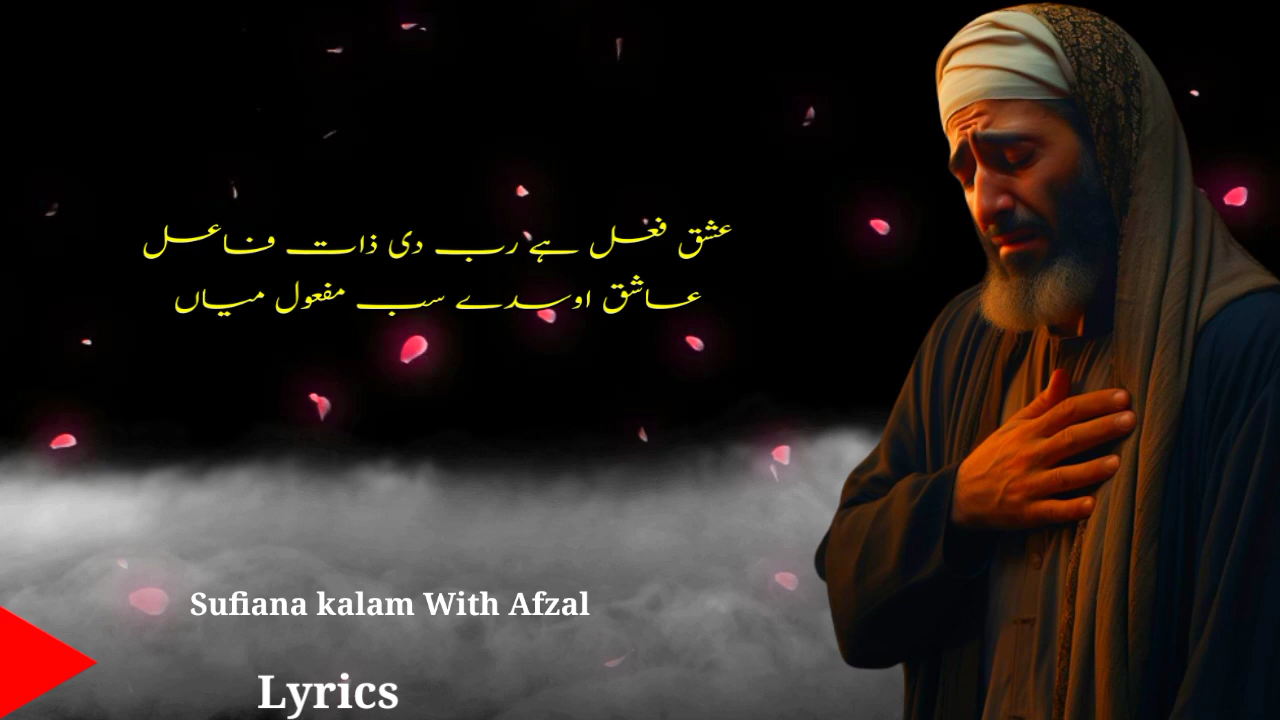 عشق فعل ہے رب دی ذات فاعل
عاشق اوسدے سب مفعول میاں
Sufiana kalam With Afzal
Lyrics